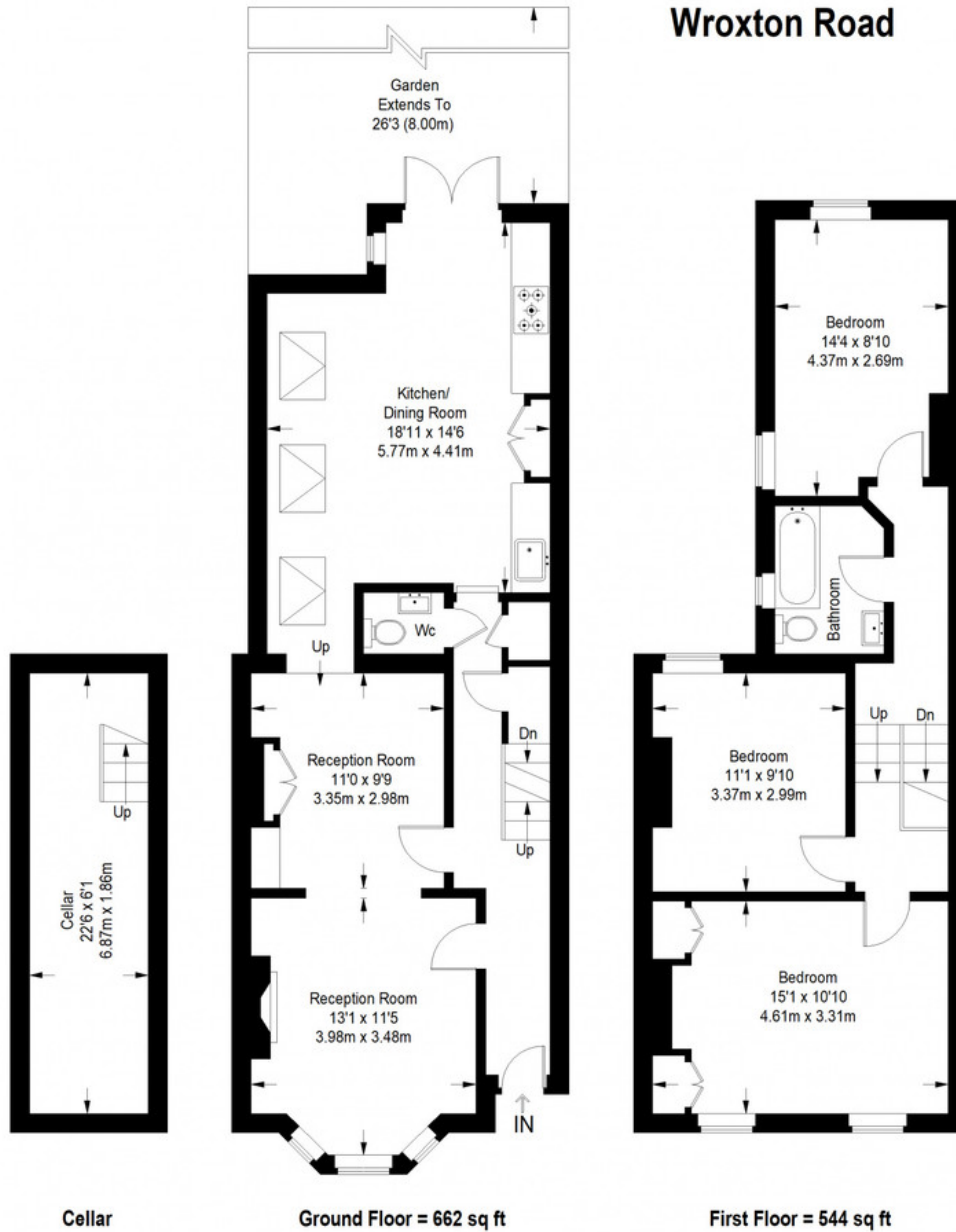 Wroxton Road
Garden
Extends To
26'3 (8.00m)
Kitchen/
Dining Room
18'11 x 14'6
5.77m x 4.41m
Wc
Up
Reception Room
11'0 x 9'9
3.35m x 2.98m
Dn
Up
Reception Room
13'1 x 11'5
3.98m x 3.48m
IN
Up
Cellar
22'6 x 6'1
6.87m x 1.86m
Bedroom
14'4 x 8'10
4.37m x 2.69m
Bathroom
Up
Dn
Bedroom
11'1 x 9'10
3.37m x 2.99m
Bedroom
15'1 x 10'10
4.61m x 3.31m
Cellar
Ground Floor = 662 sq ft
First Floor = 544 sq ft